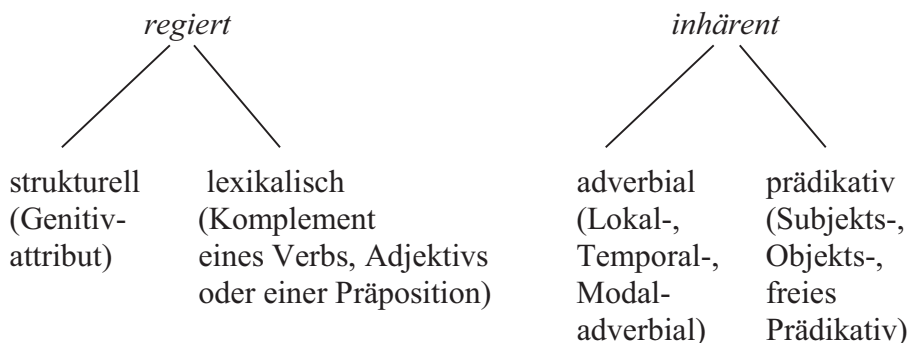 regiert inhärent
strukturell lexikalisch adverbial prädikativ
(Genitiv- (Komplement (Lokal-, (Subjekts-,
attribut) eines Verbs, Adjektivs Temporal-, Objekts-,
oder einer Präposition) Modal- freies
adverbial) Prädikativ)